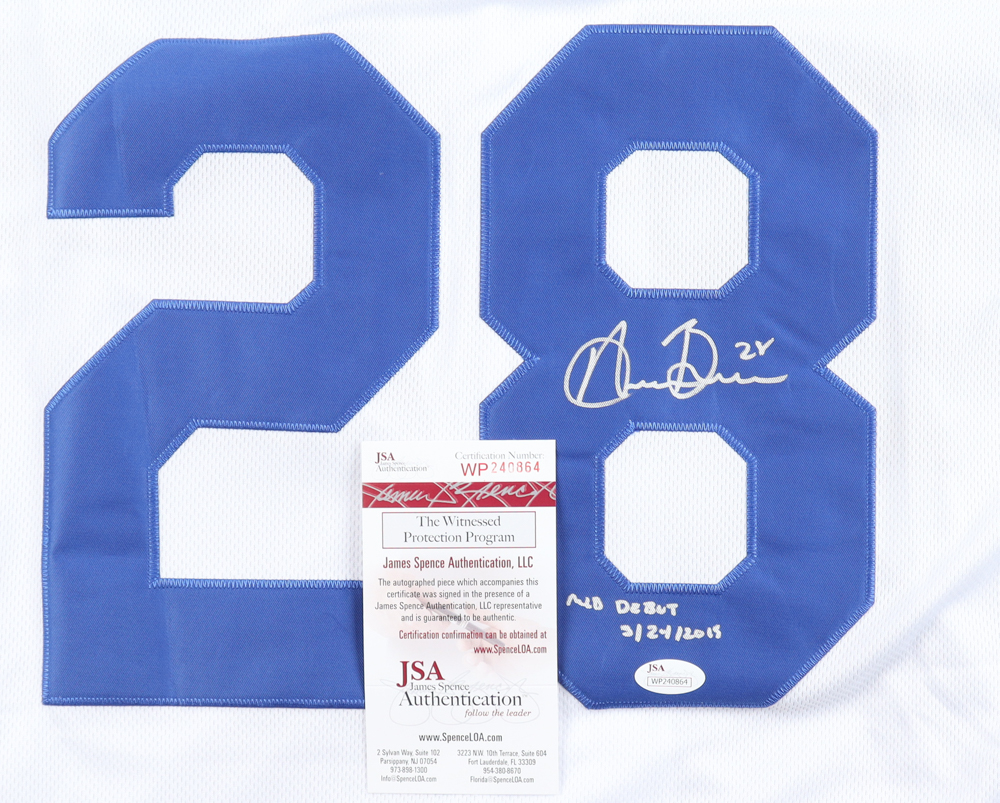 28
28
MLB DEBUT
JSA
WP240864
JSA
James Spence
Authentication
Certification Number
WP240864
The Witnessed
Protection Program
James Spence Authentication, LLC
The autographed piece which accompanies this
certificate was signed in the presence of a
James Spence Authentication, LLC representative
and is guaranteed to be authentic.
Certification confirmation can be obtained at
www.SpenceLOA.com
JSA
James Spence
Authentication
follow the leader
www.SpenceLOA.com
2 Sylvan Way, Suite 102
Parsippany, NJ 07054
973-898-1300
Info@SpenceLOA.com
3223 N.W. 10th Terrace, Suite 604
Fort Lauderdale, FL 33309
954-380-8670
Florida@SpenceLOA.com